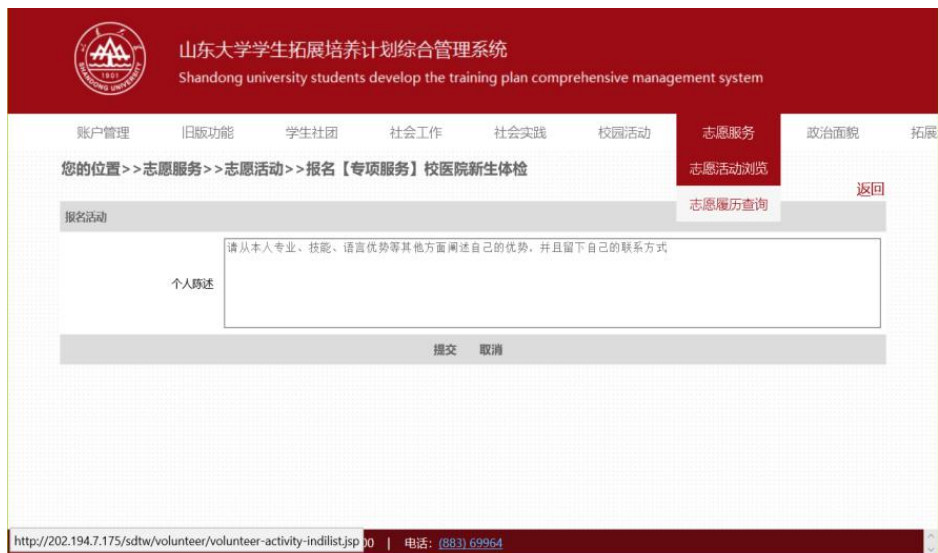 山东大学学生拓展培养计划综合管理系统
Shandong university students develop the training plan comprehensive management system
SHANDONG UNIVERSITY
1901
账户管理 旧版功能 学生社团 社会工作 社会实践 校园活动 志愿服务 政治面貌 拓展
您的位置>>志愿服务>>志愿活动>>报名【专项服务】校医院新生体检
志愿活动浏览
返回
志愿履历查询
报名活动
请从本人专业、技能、语言优势等其他方面阐述自己的优势，并且留下自己的联系方式
个人陈述
提交 取消
http://202.194.7.175/sdtw/volunteer/volunteer-activity-indilist.jsp 00 | 电话: (883) 69964